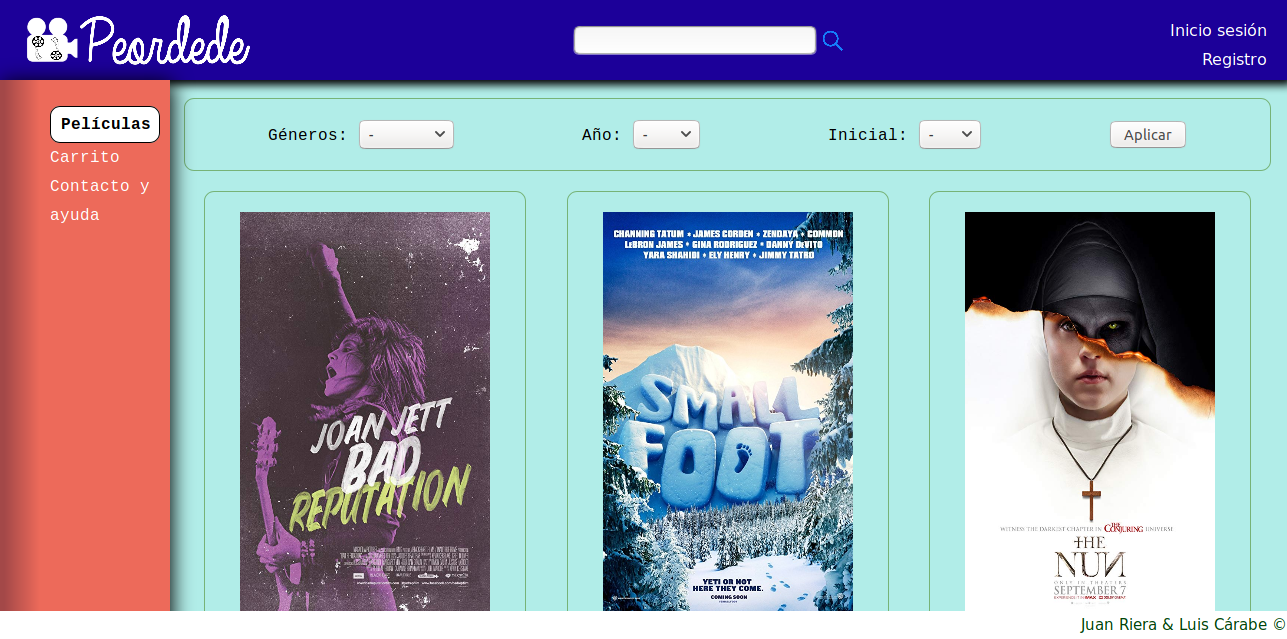 Peordede
Inicio sesión
Registro
Películas
Carrito
Contacto y
ayuda
Géneros: -
Año: -
Inicial: -
Aplicar
JOAN JETT
BAD
REPUTATION
CHANNING TATUM • JAMES CORDEN • ZENDAYA • COMMON
LeBRON JAMES • GINA RODRIGUEZ • DANNY DeVITO
YARA SHAHIDI • ELY HENRY • JIMMY TATRO
SMALL
FOOT
YETI OR NOT
HERE THEY COME.
COMING SOON
WITNESS THE DARKEST CHAPTER IN THE CONJURING UNIVERSE
THE
NUN
ONLY IN THEATERS
SEPTEMBER 7
Juan Riera & Luis Cárabe ©